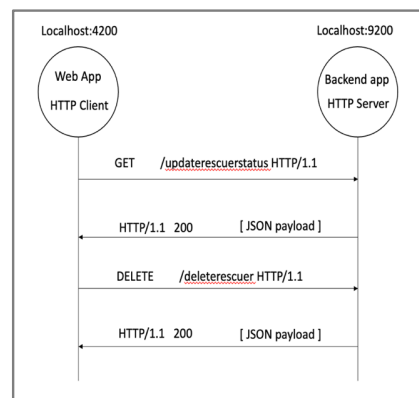 Localhost:4200
Localhost:9200
Web App
HTTP Client
Backend app
HTTP Server
GET /updaterescuerstatus HTTP/1.1
HTTP/1.1 200 [ JSON payload ]
DELETE /deleterescuer HTTP/1.1
HTTP/1.1 200 [ JSON payload ]